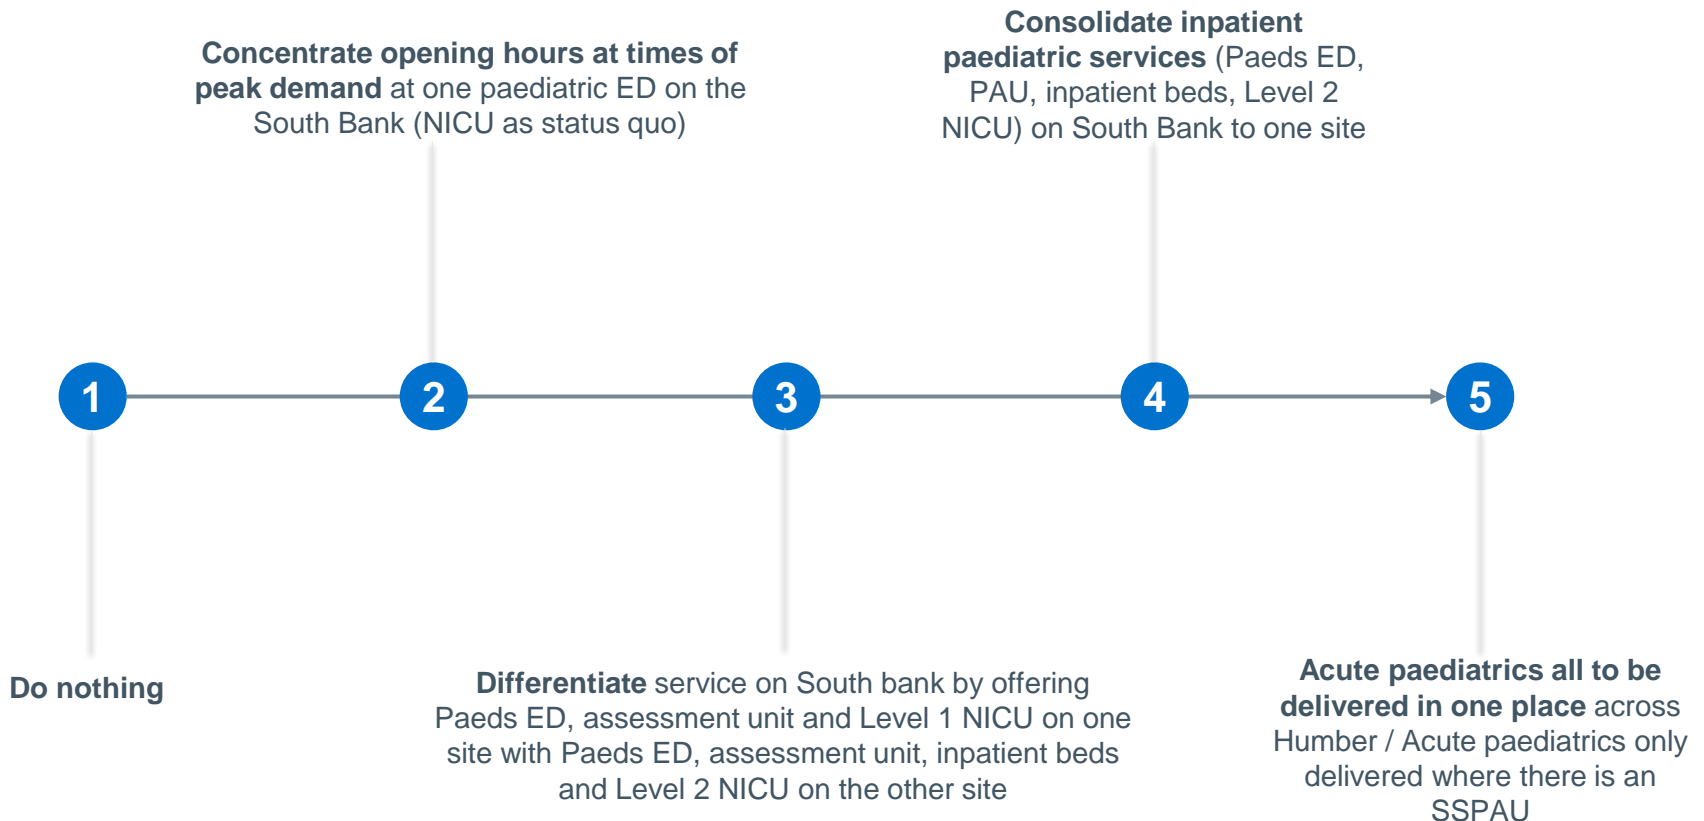 Concentrate opening hours at times of
peak demand at one paediatric ED on the
South Bank (NICU as status quo)
Consolidate inpatient
paediatric services (Paeds ED,
PAU, inpatient beds, Level 2
NICU) on South Bank to one site
1
2
3
4
5
Do nothing
Differentiate service on South bank by offering
Paeds ED, assessment unit and Level 1 NICU on one
site with Paeds ED, assessment unit, inpatient beds
and Level 2 NICU on the other site
Acute paediatrics all to be
delivered in one place across
Humber / Acute paediatrics only
delivered where there is an
SSPAU